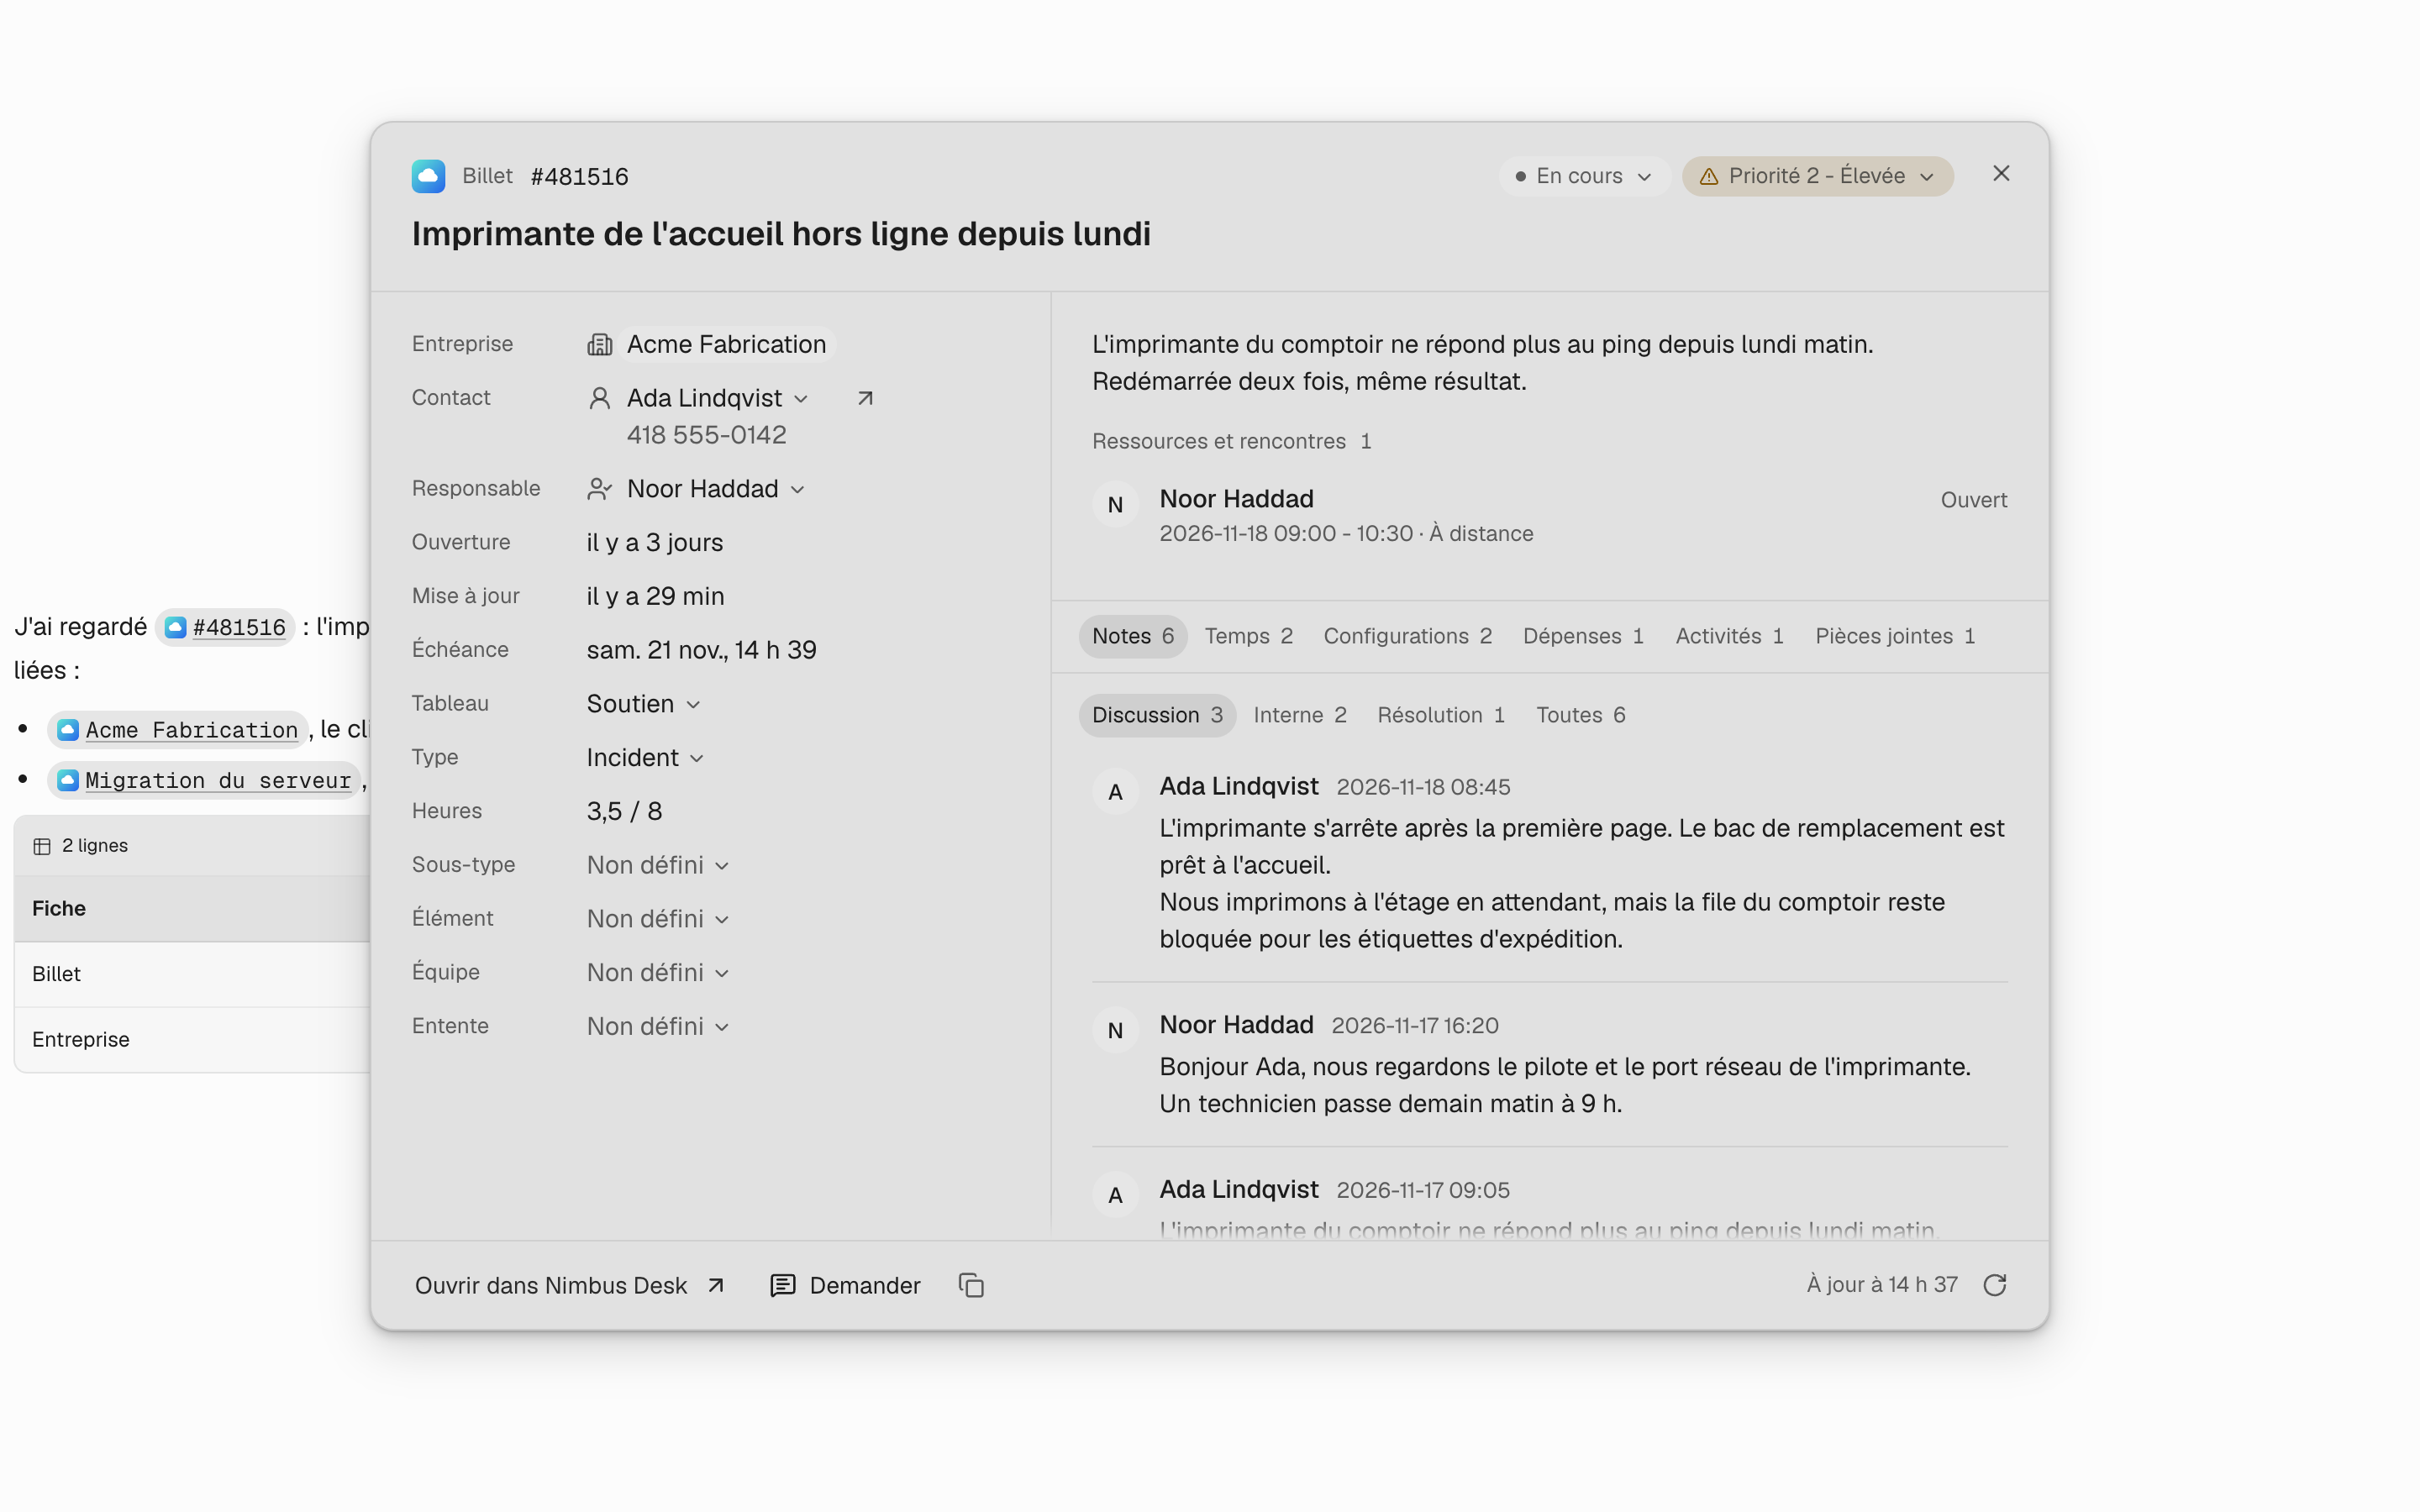 Billet #481516
En cours
Priorité 2 - Élevée
Imprimante de l'accueil hors ligne depuis lundi
Entreprise Acme Fabrication
Contact Ada Lindqvist
418 555-0142
Responsable Noor Haddad
Ouverture il y a 3 jours
Mise à jour il y a 29 min
Échéance sam. 21 nov., 14 h 39
Tableau Soutien
Type Incident
Heures 3,5 / 8
Sous-type Non défini
Élément Non défini
Équipe Non défini
Entente Non défini
L'imprimante du comptoir ne répond plus au ping depuis lundi matin.
Redémarrée deux fois, même résultat.
Ressources et rencontres 1
N
Noor Haddad
Ouvert
2026-11-18 09:00 - 10:30 · À distance
Notes 6 Temps 2 Configurations 2 Dépenses 1 Activités 1 Pièces jointes 1
Discussion 3 Interne 2 Résolution 1 Toutes 6
A
Ada Lindqvist 2026-11-18 08:45
L'imprimante s'arrête après la première page. Le bac de remplacement est
prêt à l'accueil.
Nous imprimons à l'étage en attendant, mais la file du comptoir reste
bloquée pour les étiquettes d'expédition.
N
Noor Haddad 2026-11-17 16:20
Bonjour Ada, nous regardons le pilote et le port réseau de l'imprimante.
Un technicien passe demain matin à 9 h.
A
Ada Lindqvist 2026-11-17 09:05
L'imprimante du comptoir ne répond plus au ping depuis lundi matin.
Ouvrir dans Nimbus Desk
Demander
À jour à 14 h 37
J'ai regardé #481516 : l'imp
liées :
• Acme Fabrication, le cli
• Migration du serveur,
2 lignes
Fiche
Billet
Entreprise